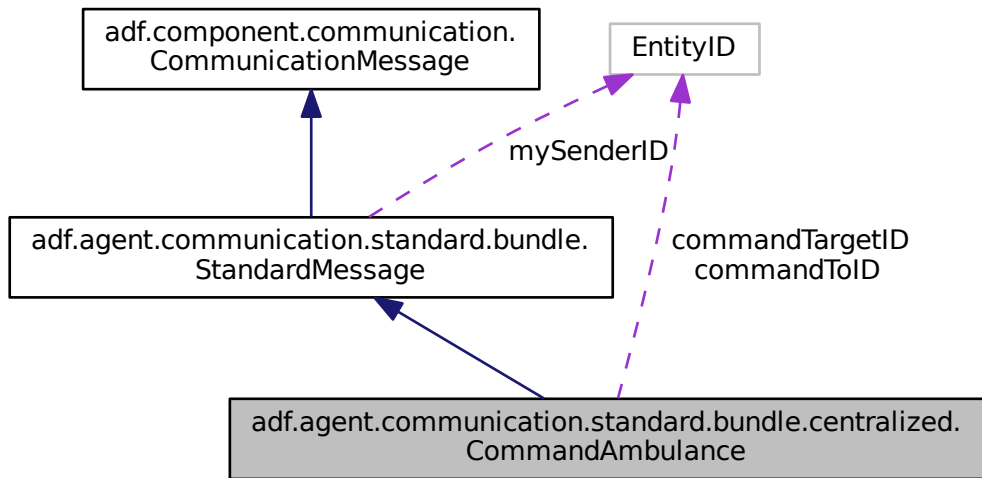 adf.component.communication.
CommunicationMessage
EntityID
mySenderID
adf.agent.communication.standard.bundle.
StandardMessage
commandTargetID
commandToID
adf.agent.communication.standard.bundle.centralized.
CommandAmbulance